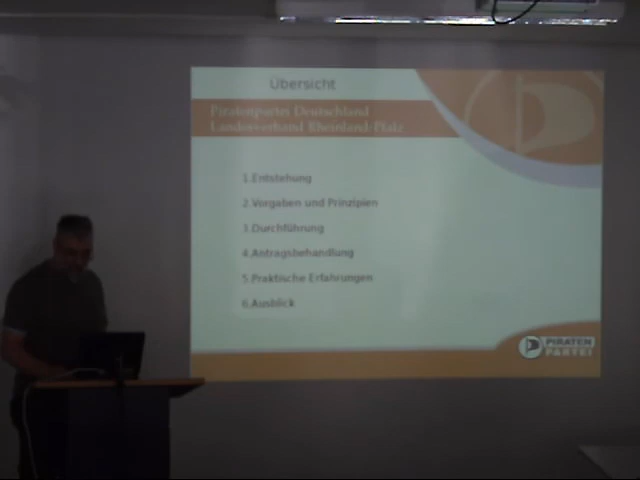 Übersicht
Piratenpartei Deutschland
Landesverband Rheinland/Pfalz
1.Entstehung
2.Vorgaben und Prinzipien
3.Durchführung
4.Antragsbehandlung
5.Praktische Erfahrungen
6.Ausblick
PIRATEN
PARTEI